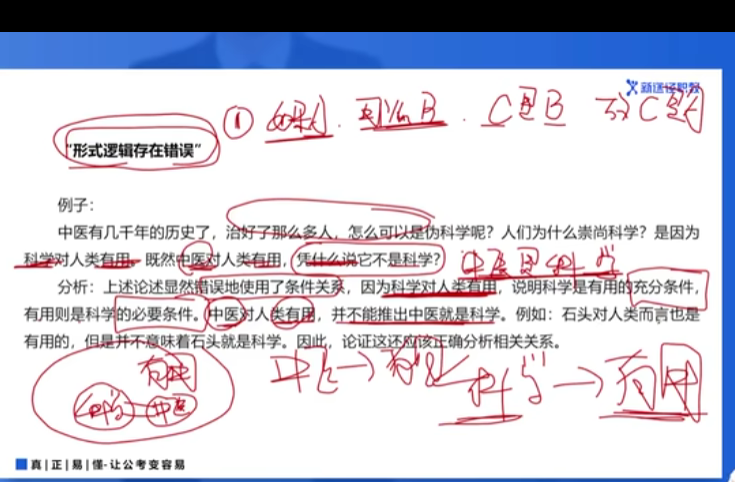 新途径职教
① 如果A，可以B．C是B 故C是A
"形式逻辑存在错误"
例子：
中医有几千年的历史了，治好了那么多人，怎么可以是伪科学呢？人们为什么崇尚科学？是因为
科学对人类有用。既然中医对人类有用，凭什么说它不是科学？
中医是科学
分析：上述论述显然错误地使用了条件关系，因为科学对人类有用，说明科学是有用的充分条件，
有用则是科学的必要条件。中医对人类有用，并不能推出中医就是科学。例如：石头对人类而言也是
有用的，但是并不意味着石头就是科学。因此，论证这还应该正确分析相关关系。
有用
科学 中医
中医→有用
科学→有用
真|正|易|懂-让公考变容易